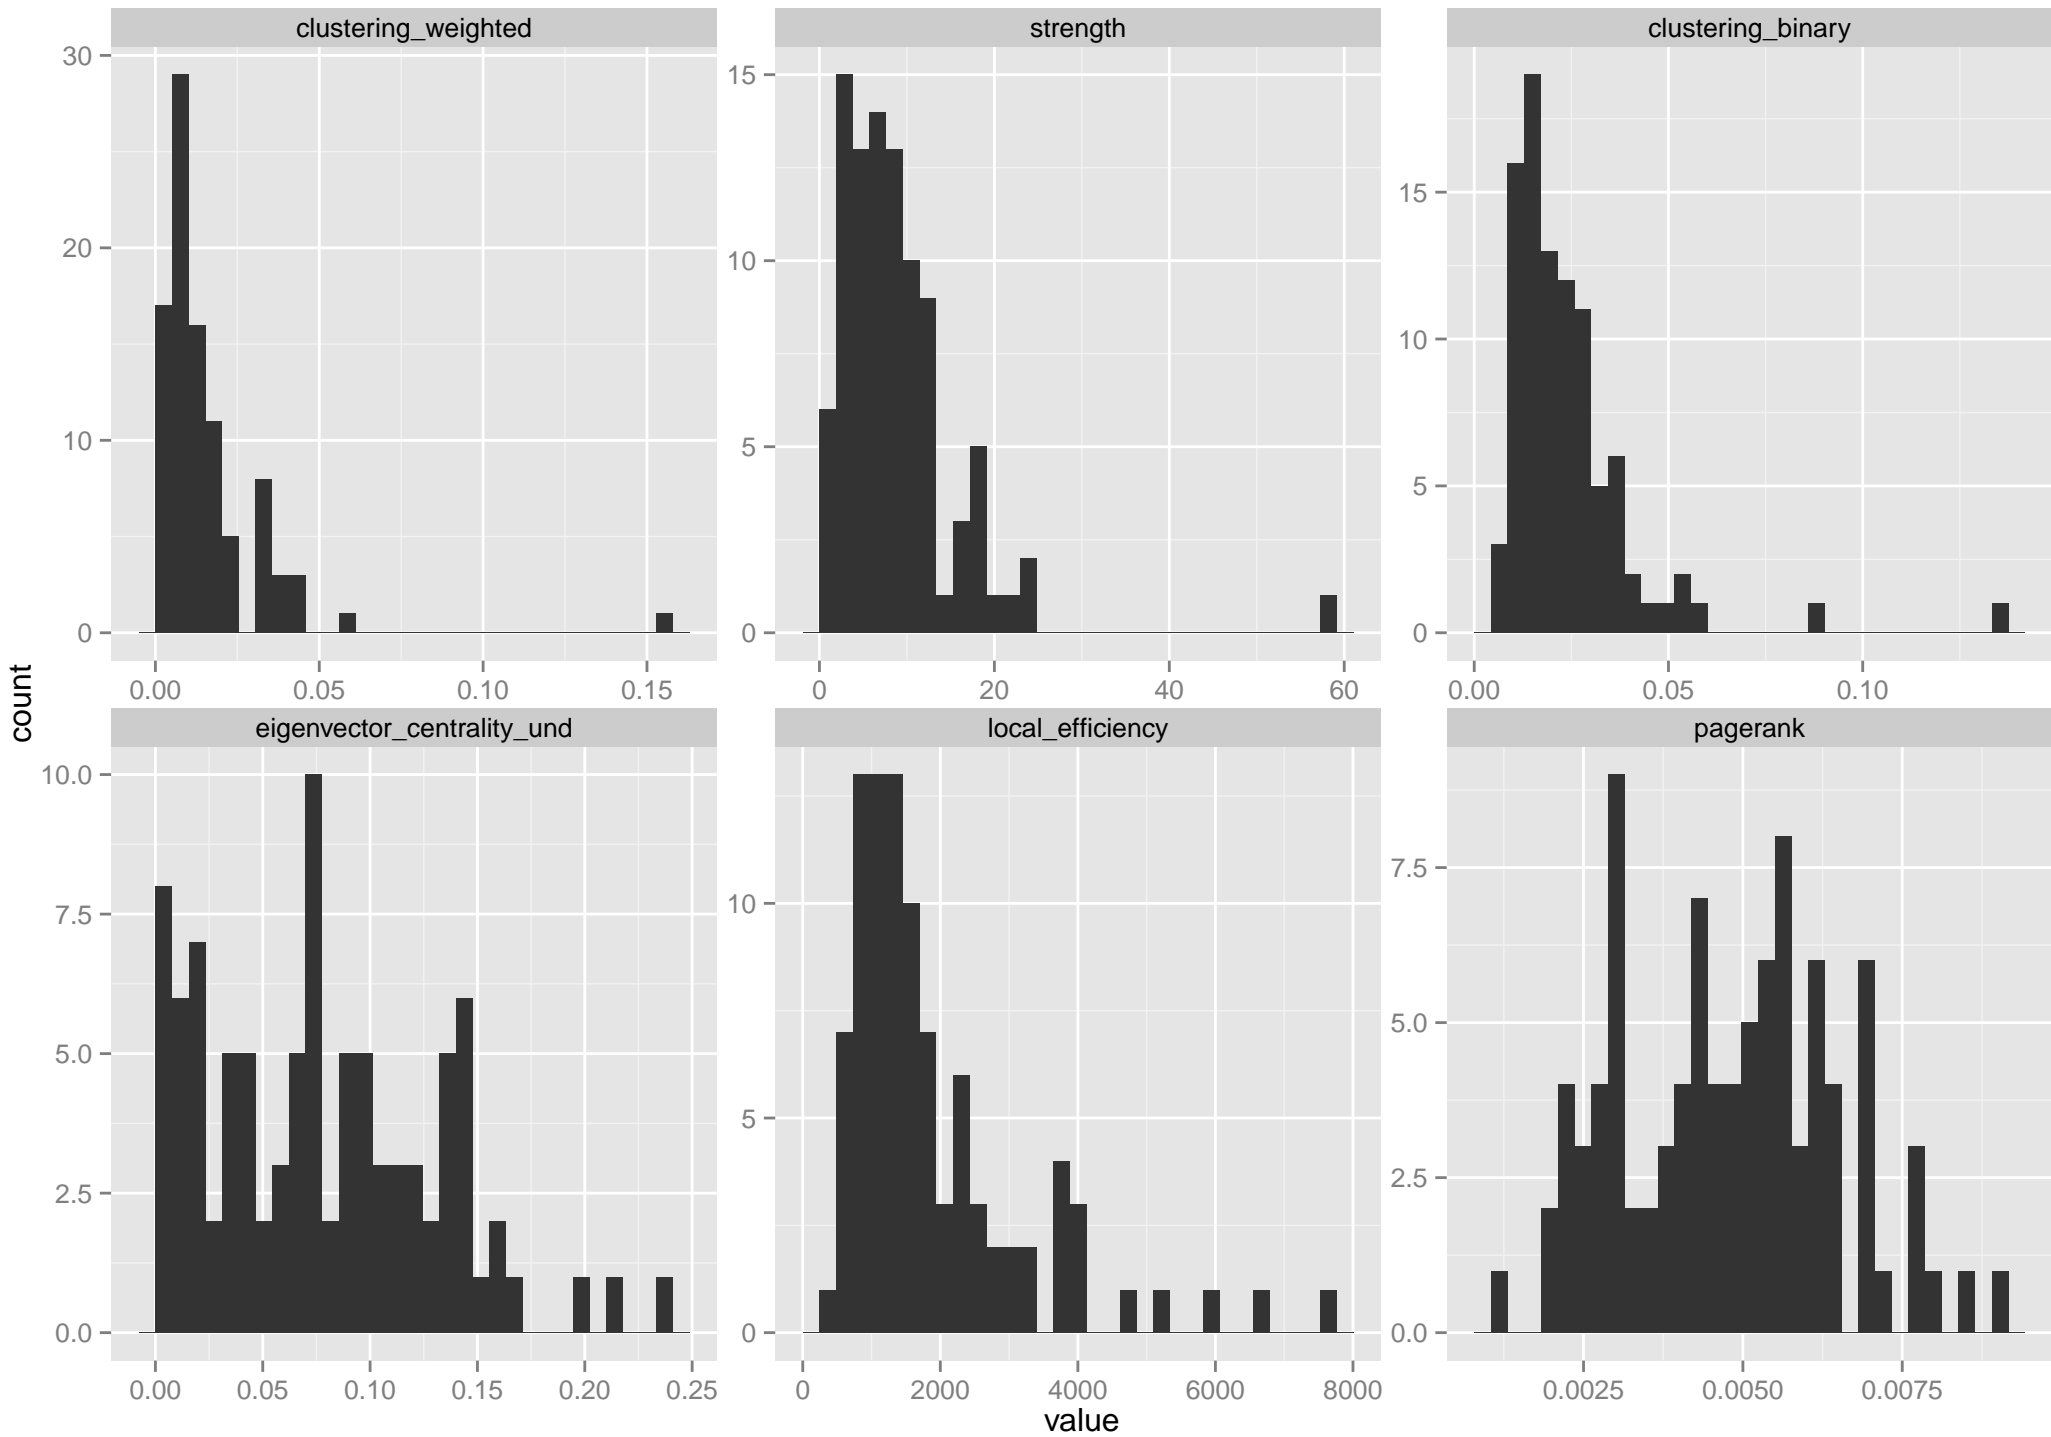 clustering_weighted
strength
clustering_binary
30
20
10
0
0.00 0.05 0.10 0.15
15
10
5
0
0 20 40 60
15
10
5
0
0.00 0.05 0.10
count
eigenvector_centrality_und
local_efficiency
pagerank
10.0
7.5
5.0
2.5
0.0
0.00 0.05 0.10 0.15 0.20 0.25
10
5
0
0 2000 4000 6000 8000
7.5
5.0
2.5
0.0
0.0025 0.0050 0.0075
value